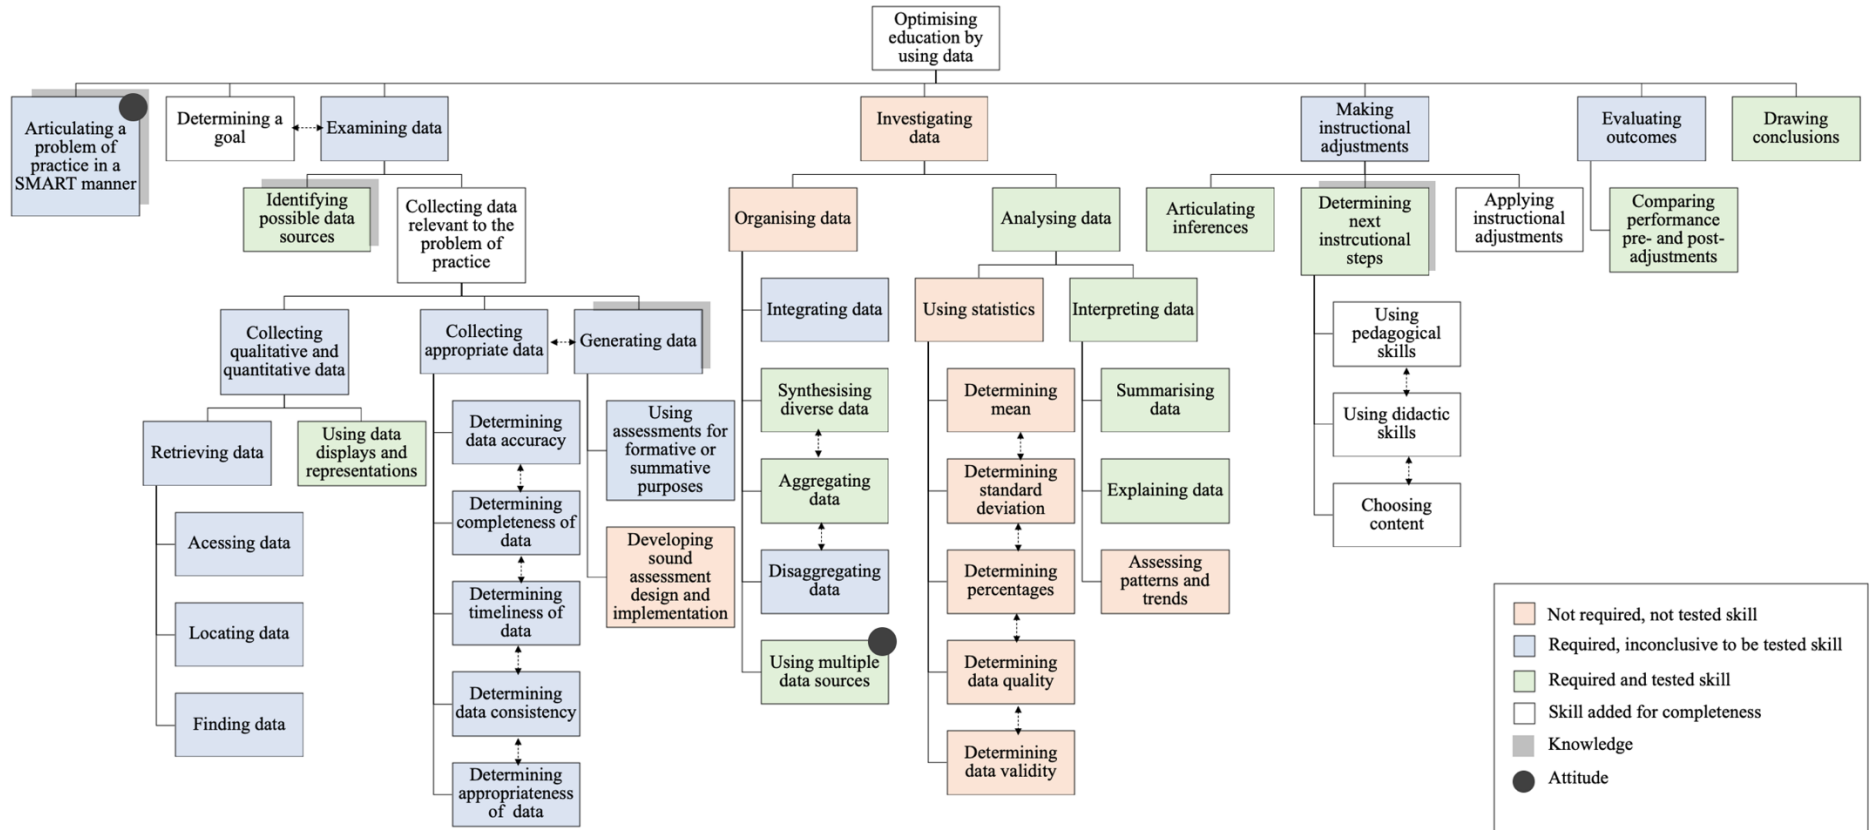 Optimising
education by
using data
Articulating a
problem of
practice in a
SMART manner
Determining a
goal
Examining data
Investigating
data
Making
instructional
adjustments
Evaluating
outcomes
Drawing
conclusions
Identifying
possible data
sources
Collecting data
relevant to the
problem of
practice
Organising data
Analysing data
Articulating
inferences
Determining
next
instrcutional
steps
Applying
instructional
adjustments
Comparing
performance
pre- and post-
adjustments
Collecting
qualitative and
quantitative data
Collecting
appropriate data
Generating data
Integrating data
Using statistics
Interpreting data
Using
pedagogical
skills
Retrieving data
Using data
displays and
representations
Determining
data accuracy
Using
assessments for
formative or
summative
purposes
Synthesising
diverse data
Determining
mean
Summarising
data
Using didactic
skills
Acessing data
Determining
completeness of
data
Developing
sound
assessment
design and
implementation
Aggregating
data
Determining
standard
deviation
Explaining data
Choosing
content
Locating data
Determining
timeliness of
data
Disaggregating
data
Determining
percentages
Assessing
patterns and
trends
Finding data
Determining
data consistency
Using multiple
data sources
Determining
data quality
Determining
appropriateness
of data
Determining
data validity
Not required, not tested skill
Required, inconclusive to be tested skill
Required and tested skill
Skill added for completeness
Knowledge
Attitude